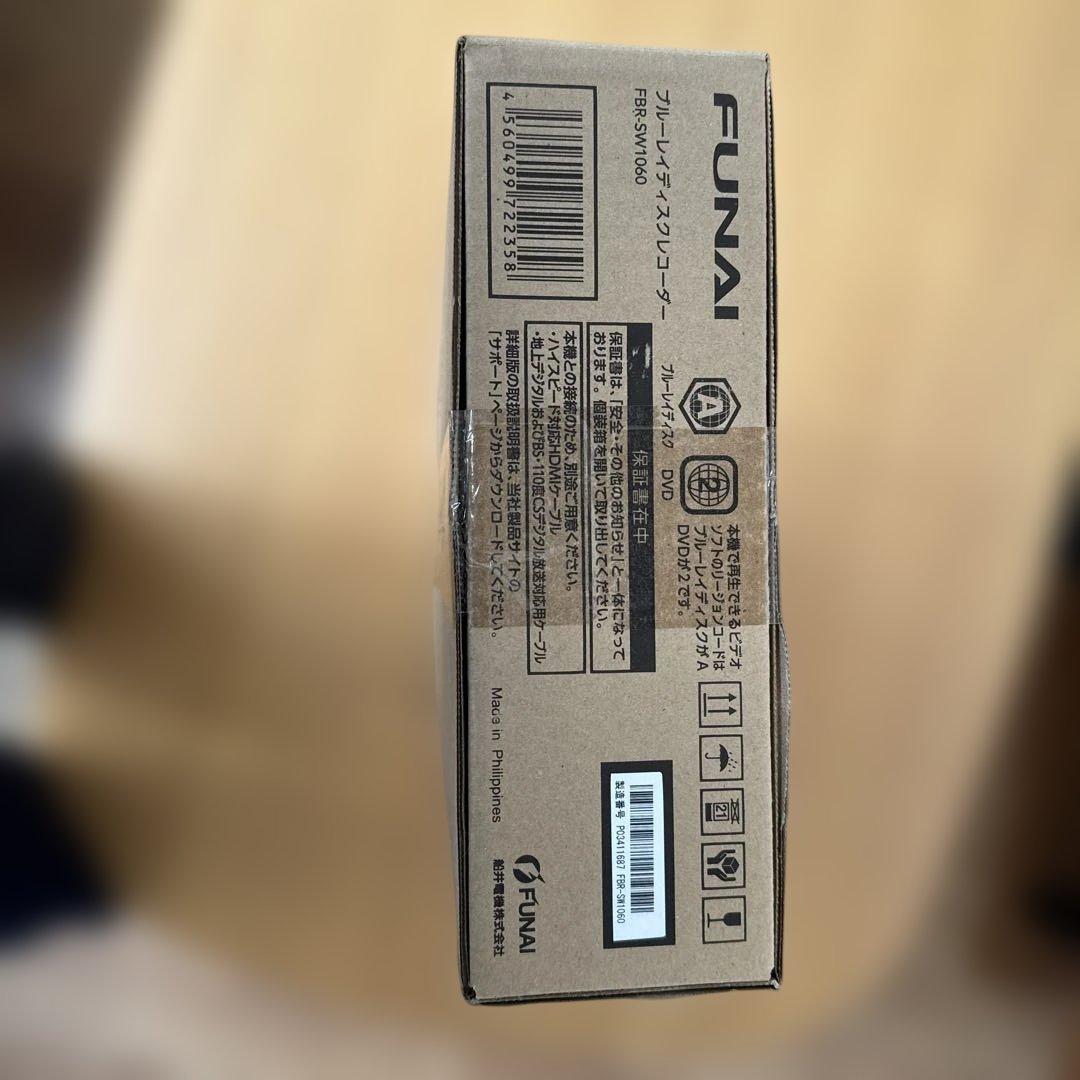 FUNAI
ブルーレイディスクレコーダー
FBR-SW1060
4 560499 722358
A
ブルーレイディスク
2
DVD
本機で再生できるビデオ
ソフトのリージョンコードは
ブルーレイディスクがA
DVDが2です。
保証書在中
保証書は、「安全・その他のお知らせ」と一体になって
おります。個装箱を開いて取り出してください。
本機との接続のため、別途ご用意ください。
・ハイスピード対応HDMIケーブル
・地上デジタルおよびBS・110度CSデジタル放送対応用ケーブル
詳細版の取扱説明書は、当社製品サイトの
「サポート」ページからダウンロードしてください。
21
製造番号 P03411687 FBR-SW1060
Made in Philippines
FUNAI
船井電機株式会社